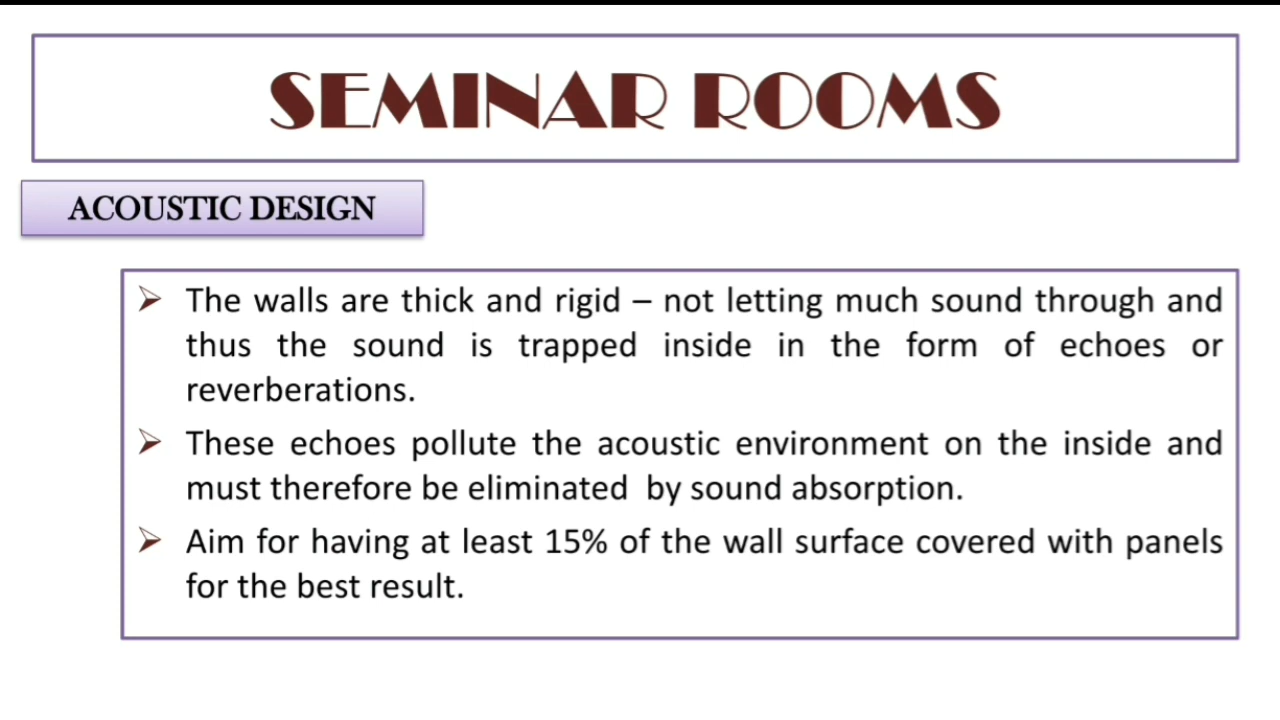 SEMINAR ROOMS
ACOUSTIC DESIGN
The walls are thick and rigid – not letting much sound through and
thus the sound is trapped inside in the form of echoes or
reverberations.
These echoes pollute the acoustic environment on the inside and
must therefore be eliminated by sound absorption.
Aim for having at least 15% of the wall surface covered with panels
for the best result.